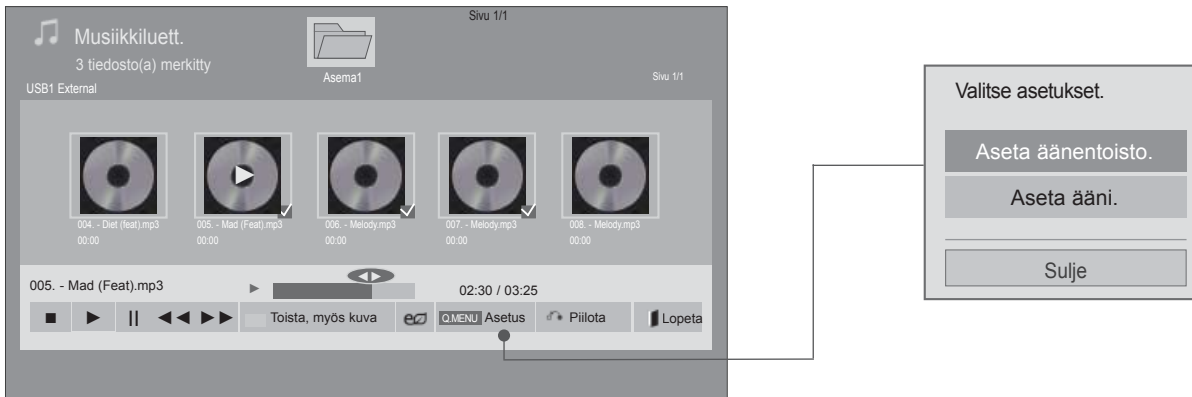 Sivu 1/1
Musiikkiluett.
3 tiedosto(a) merkitty
Asema1
USB1 External
Sivu 1/1
004. - Diet (feat).mp3
00:00
005. - Mad (Feat).mp3
00:00
006. - Melody.mp3
00:00
007. - Melody.mp3
00:00
008. - Melody.mp3
00:00
005. - Mad (Feat).mp3
02:30 / 03:25
Toista, myös kuva
Q.MENU Asetus
Piilota
Lopeta
Valitse asetukset.
Aseta äänentoisto.
Aseta ääni.
Sulje